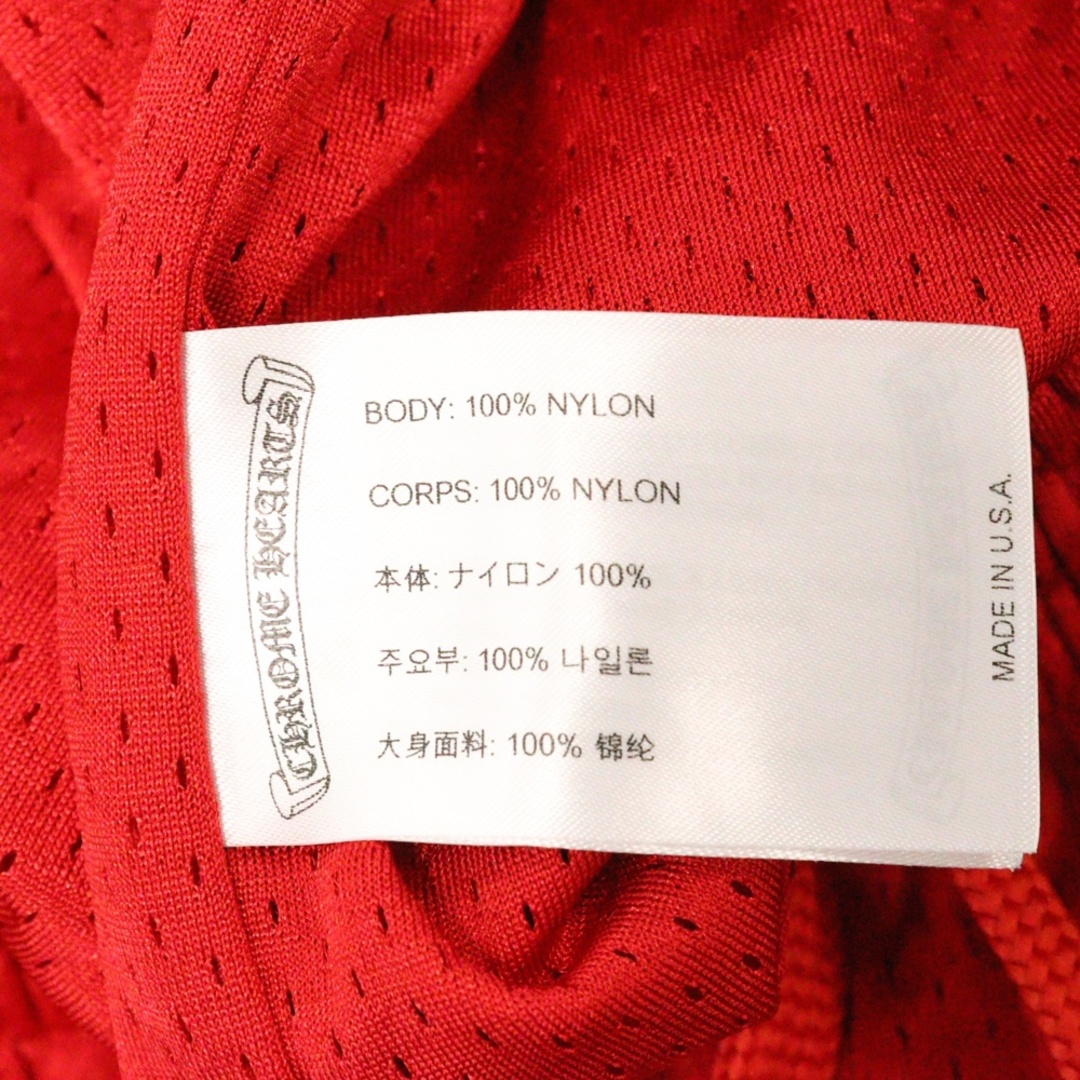 CHROME HEARTS
BODY: 100% NYLON
CORPS: 100% NYLON
本体: ナイロン 100%
주요부: 100% 나일론
大身面料: 100% 锦纶
MADE IN U.S.A.